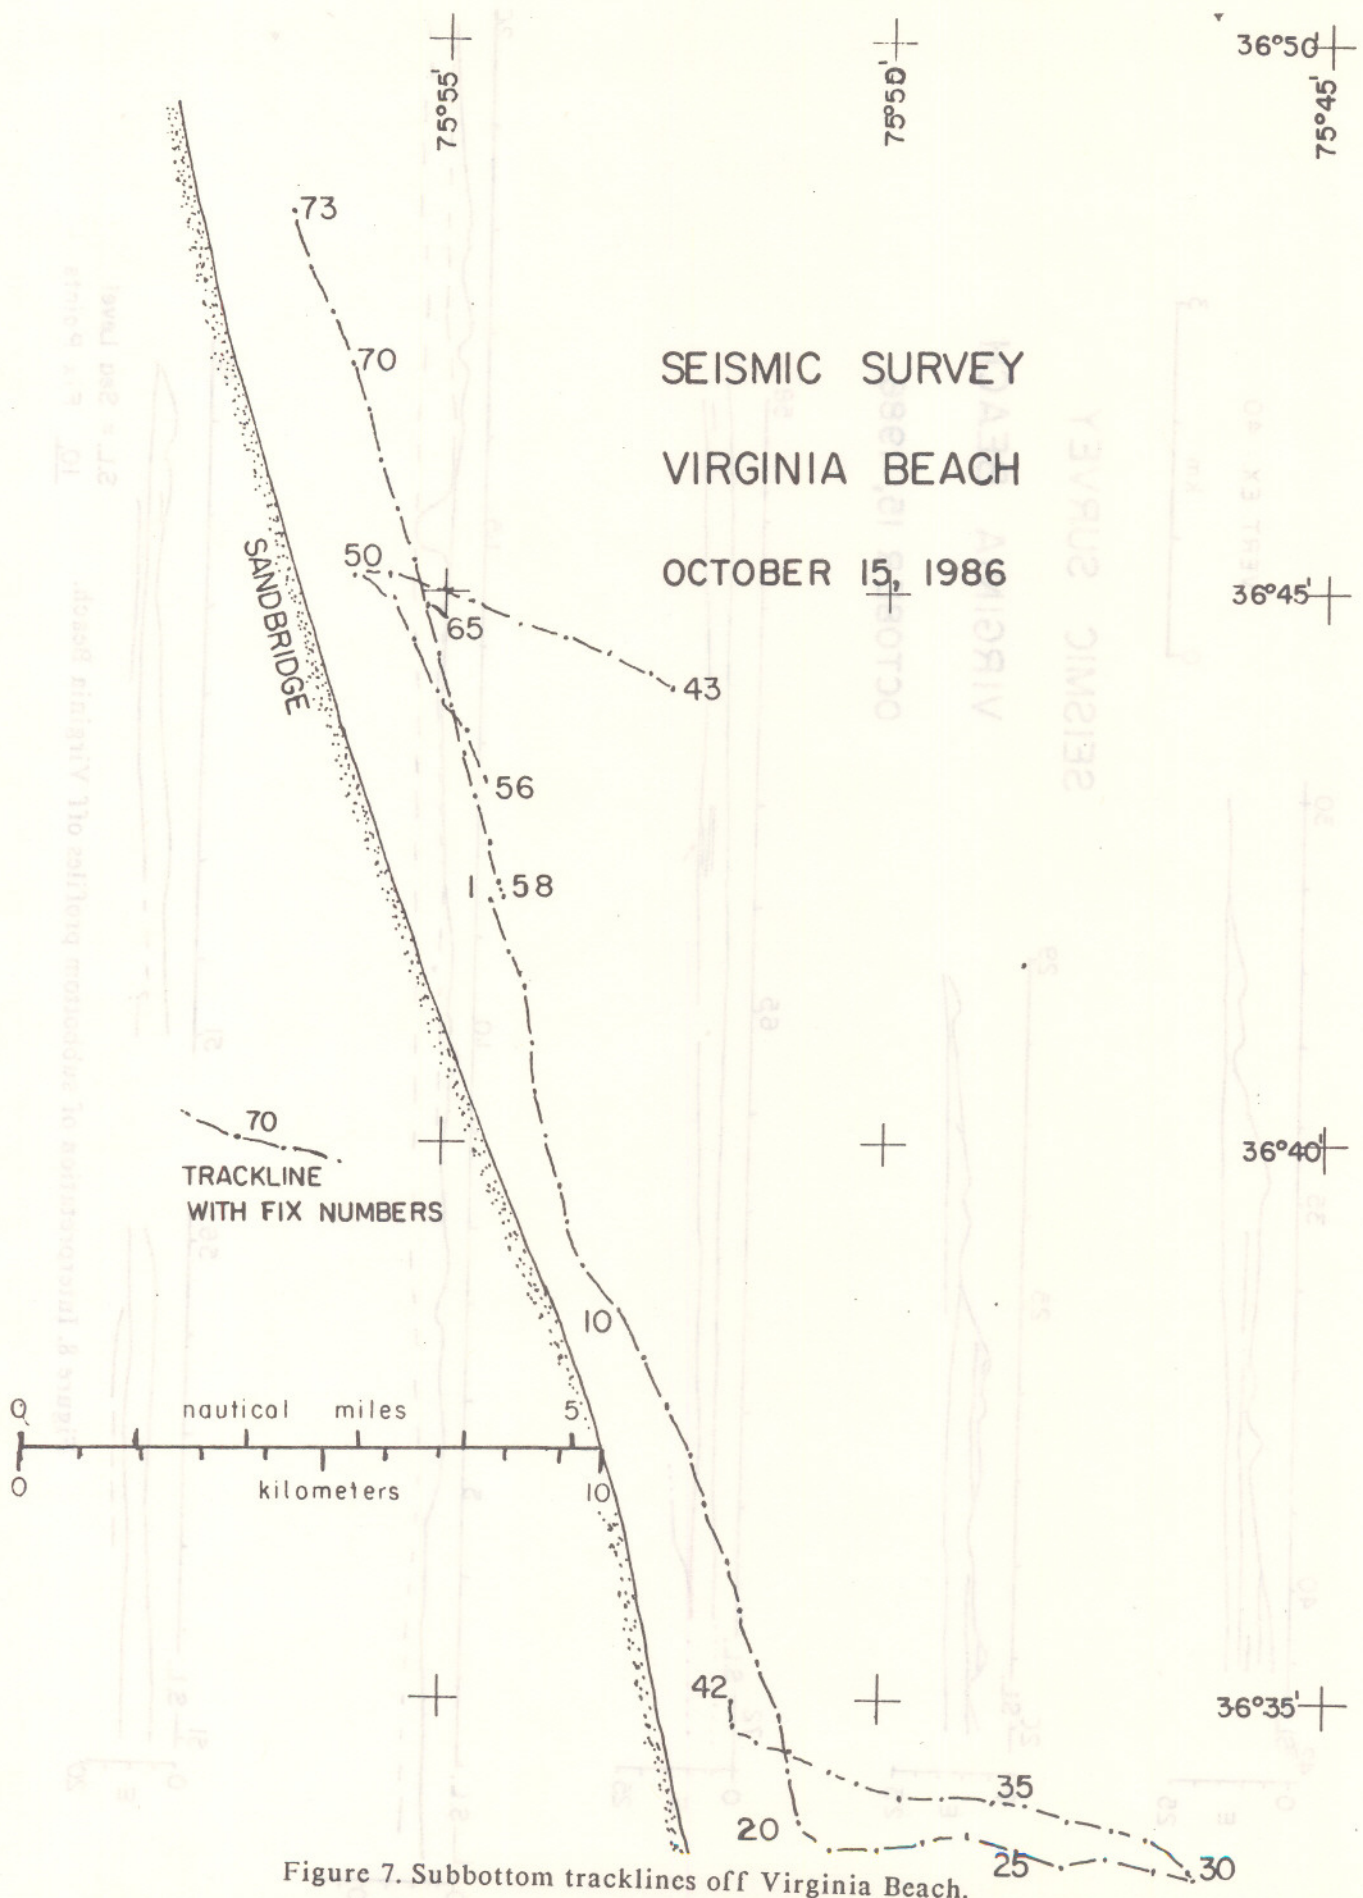 36°50'
75°55'
75°50'
75°45'
73
70
SEISMIC SURVEY
VIRGINIA BEACH
OCTOBER 15, 1986
50
SANDBRIDGE
65
36°45'
43
56
1 58
70
TRACKLINE
WITH FIX NUMBERS
36°40'
10
0 nautical miles 5
0 kilometers 10
42
36°35'
35
20
25
30
Figure 7. Subbottom tracklines off Virginia Beach.